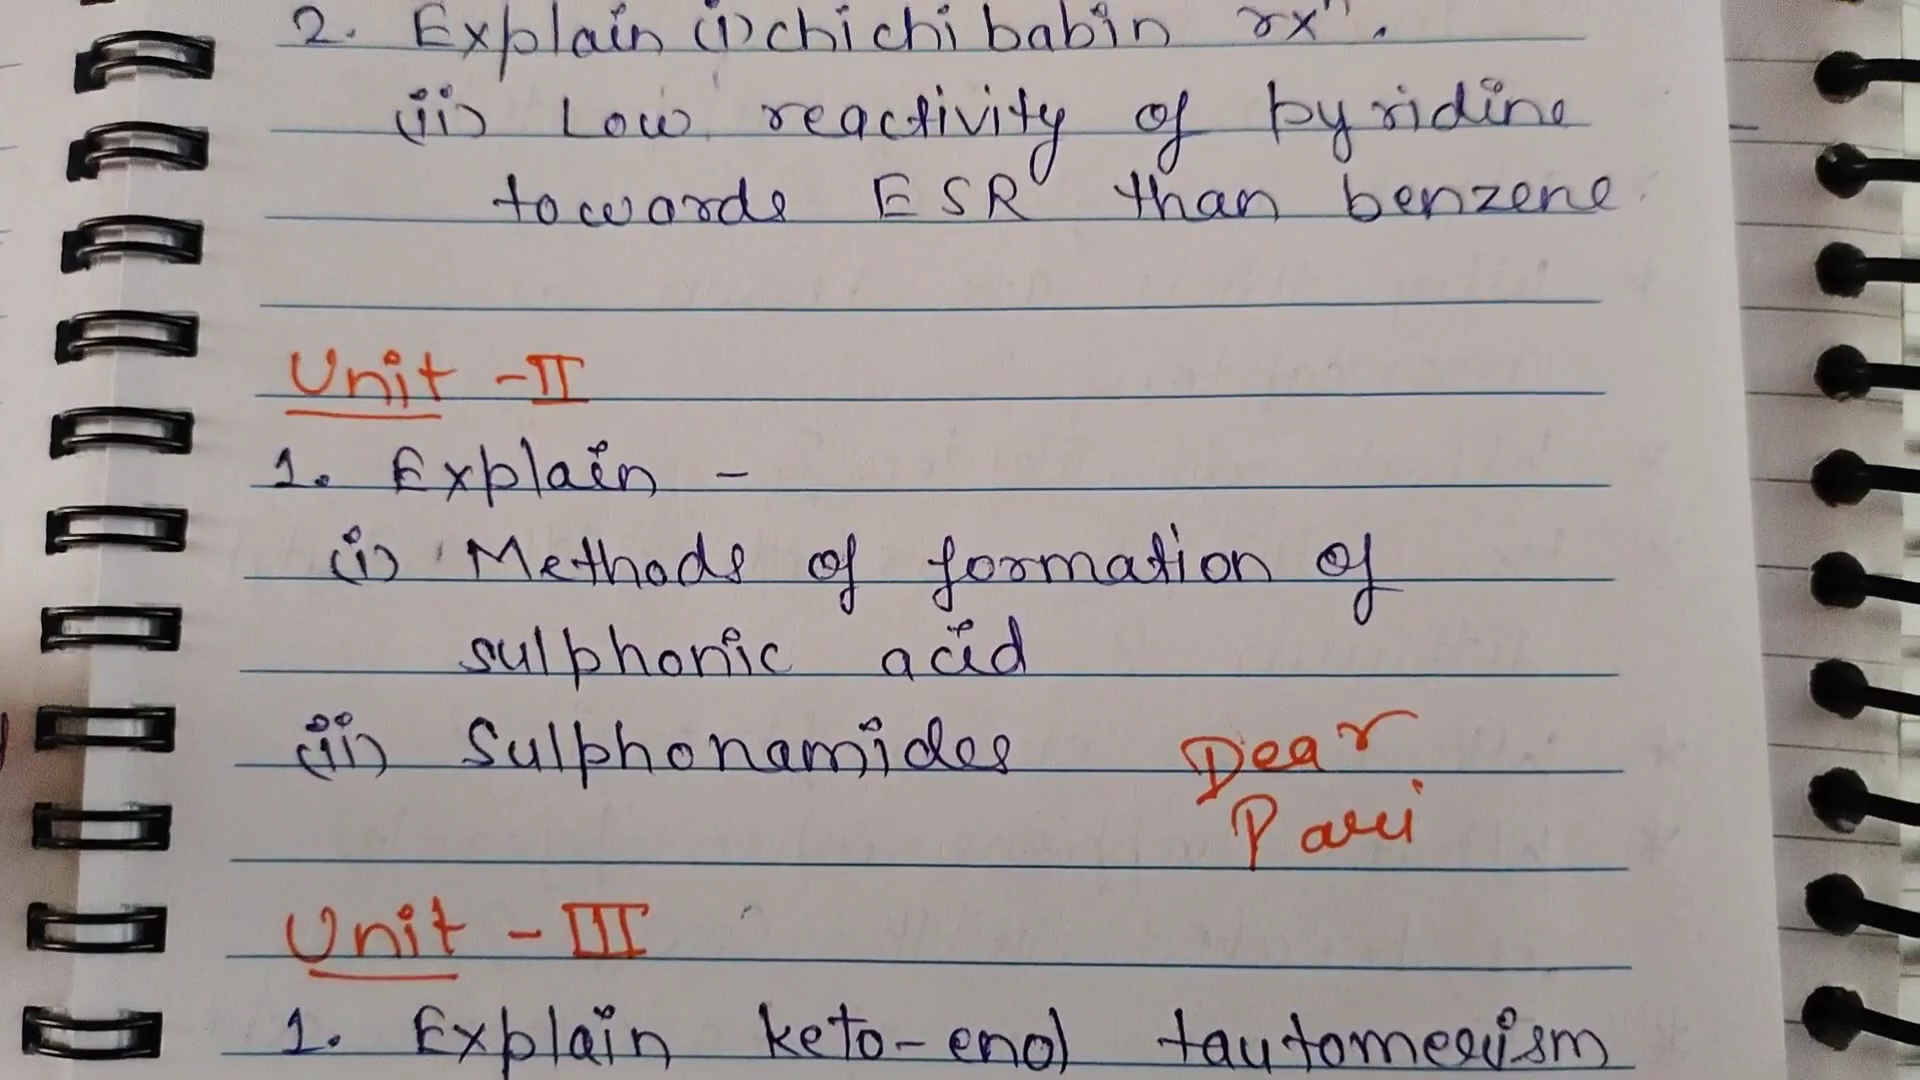 2. Explain (i) chichibabin rxⁿ.
(ii) Low reactivity of pyridine
towards ESR than benzene
Unit - II
1. Explain -
(i) Methods of formation of
sulphonic acid
(ii) Sulphonamides
Dear
Pari
Unit - III
1. Explain keto-enol tautomerism